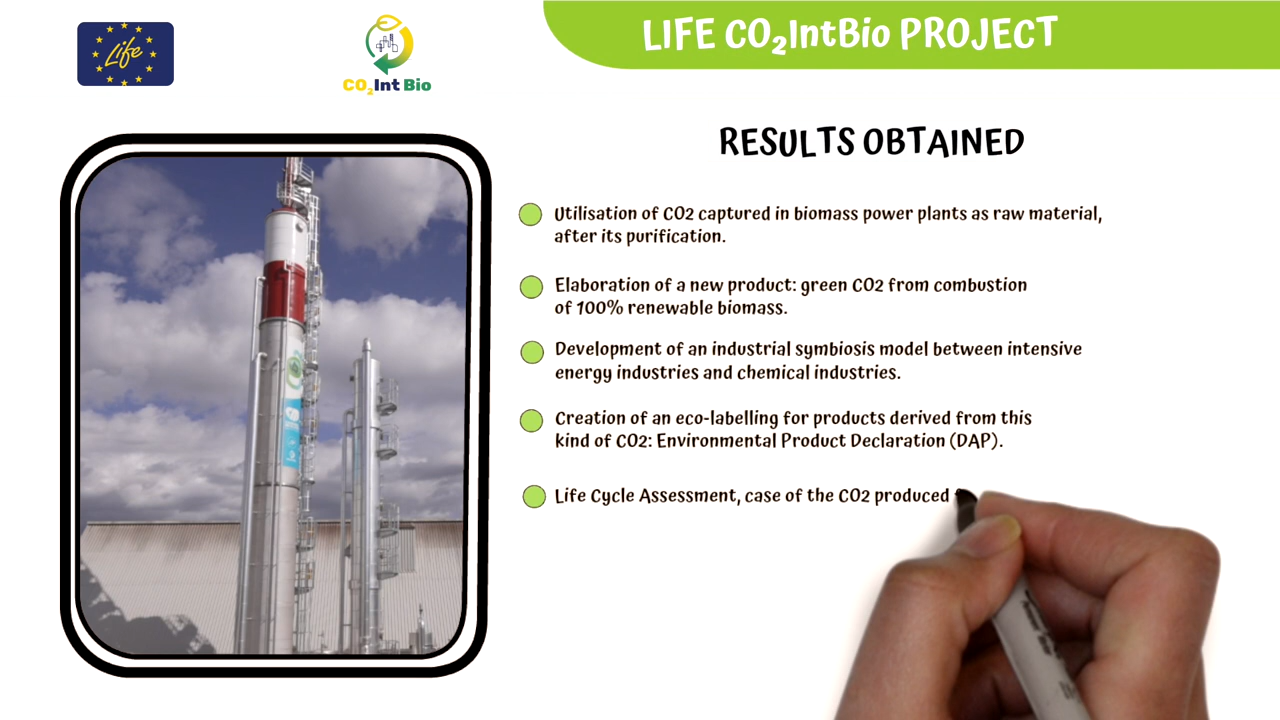 Life
CO₂Int Bio
LIFE CO₂IntBio PROJECT
RESULTS OBTAINED
Utilisation of CO2 captured in biomass power plants as raw material,
after its purification.
Elaboration of a new product: green CO2 from combustion
of 100% renewable biomass.
Development of an industrial symbiosis model between intensive
energy industries and chemical industries.
Creation of an eco-labelling for products derived from this
kind of CO2: Environmental Product Declaration (DAP).
Life Cycle Assessment, case of the CO2 produced